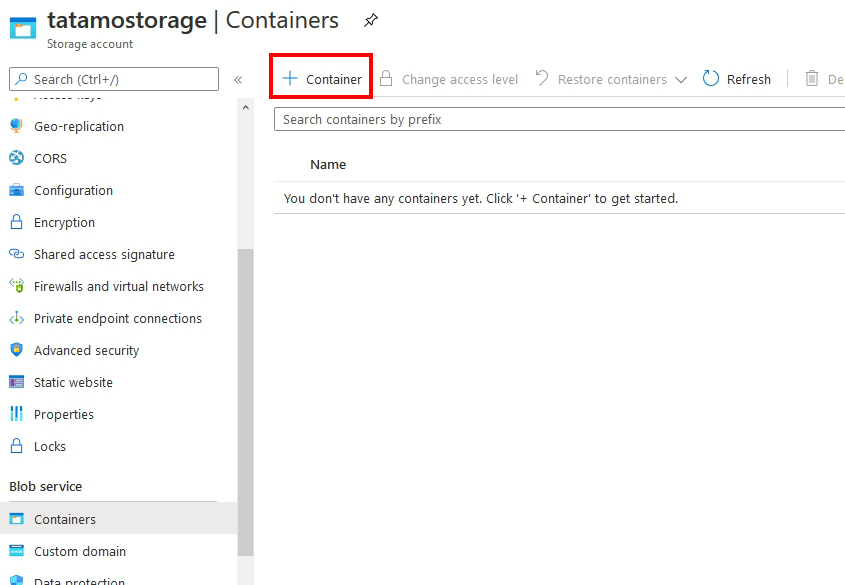 tatamostorage | Containers
Storage account
Search (Ctrl+/)
«
Container
Change access level
Restore containers
Refresh
Search containers by prefix
Name
You don't have any containers yet. Click '+ Container' to get started.
Geo-replication
CORS
Configuration
Encryption
Shared access signature
Firewalls and virtual networks
Private endpoint connections
Advanced security
Static website
Properties
Locks
Blob service
Containers
Custom domain
Data protection